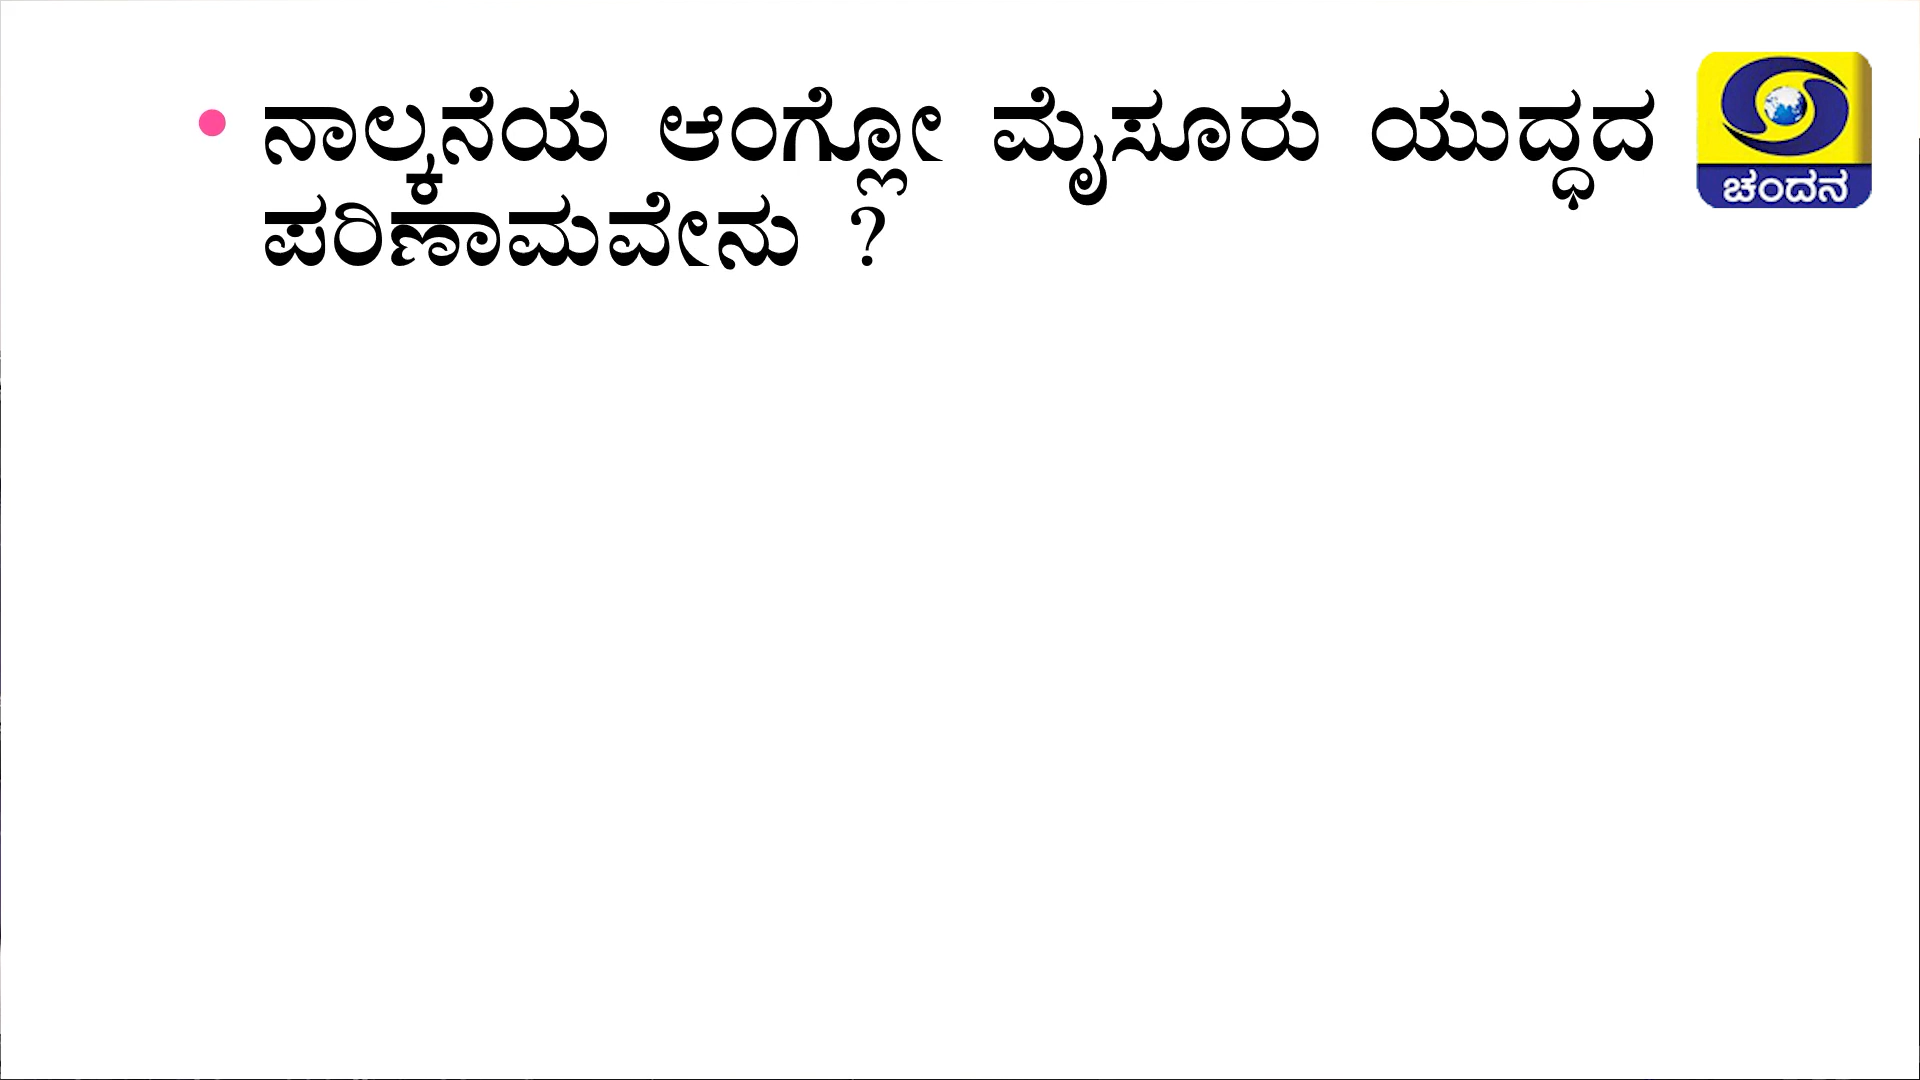 • ನಾಲ್ಕನೆಯ ಆಂಗ್ಲೋ ಮೈಸೂರು ಯುದ್ಧದ
ಪರಿಣಾಮವೇನು ?
ಚಂದನ